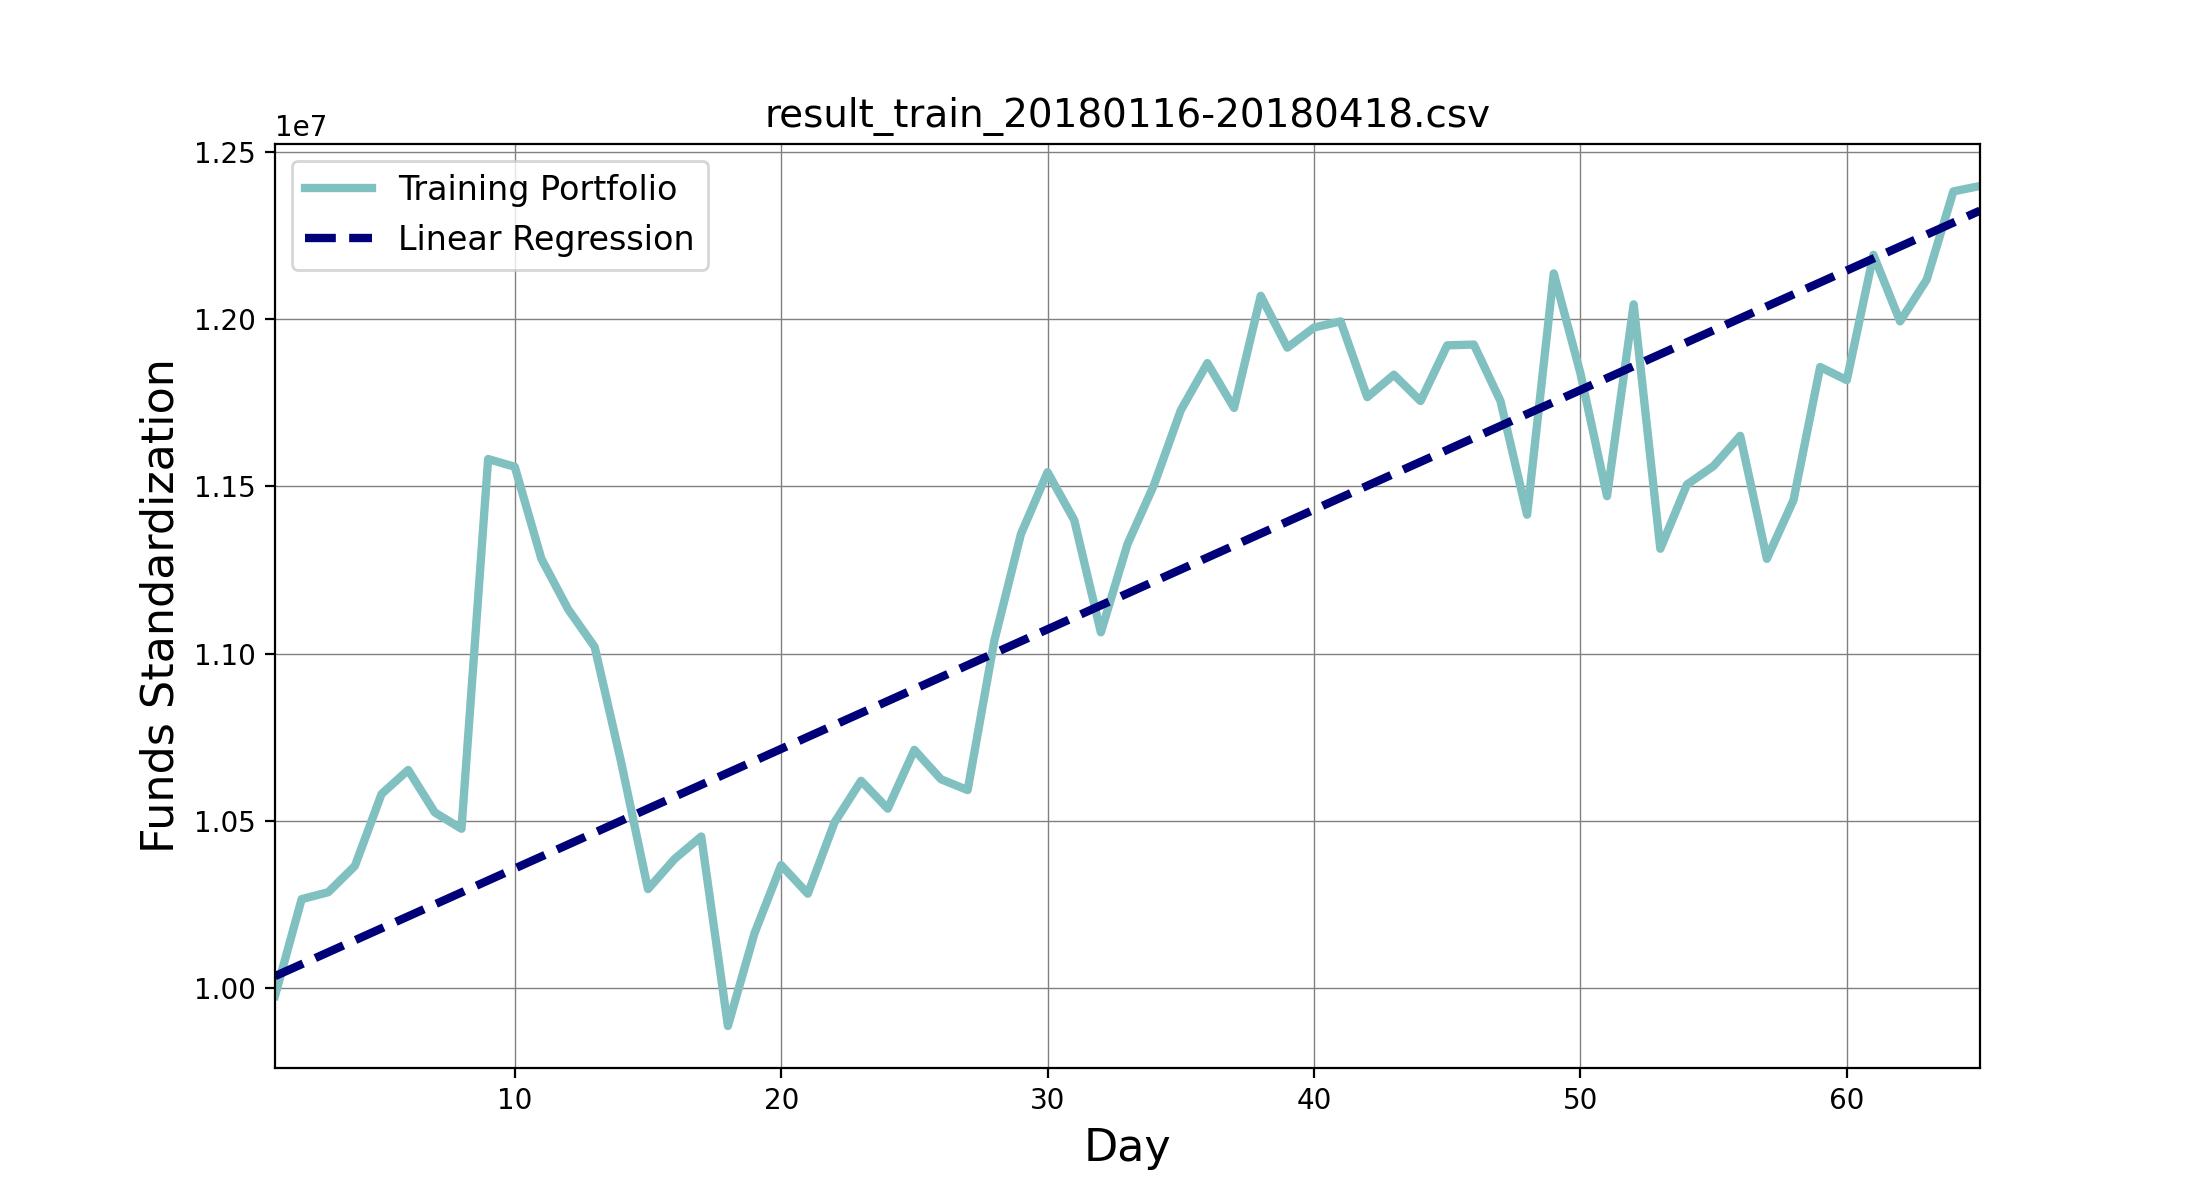 result_train_20180116-20180418.csv
1e7
1.25
1.20
1.15
1.10
1.05
1.00
Funds Standardization
Training Portfolio
Linear Regression
10 20 30 40 50 60
Day